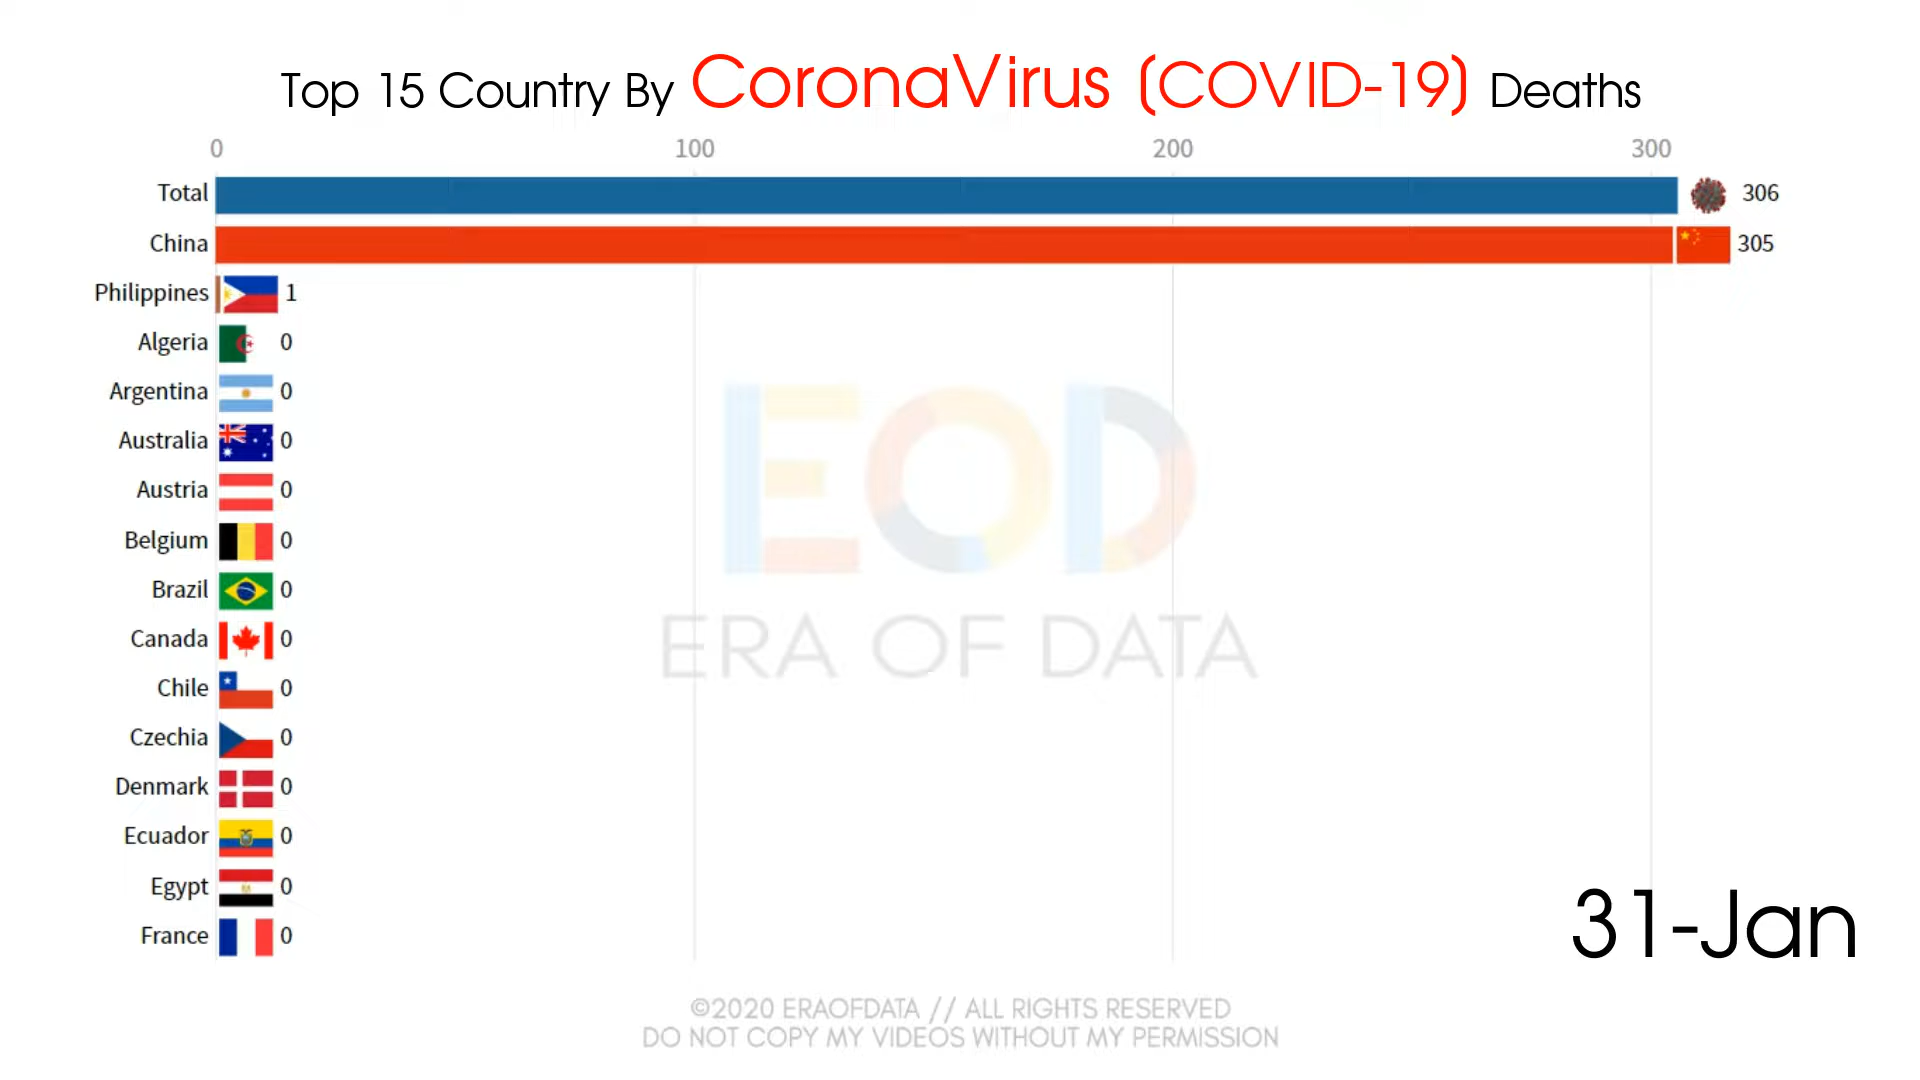 Top 15 Country By CoronaVirus (COVID-19) Deaths
0 100 200 300
Total 306
China 305
Philippines 1
Algeria 0
Argentina 0
Australia 0
Austria 0
Belgium 0
Brazil 0
Canada 0
Chile 0
Czechia 0
Denmark 0
Ecuador 0
Egypt 0
France 0
EOD
ERA OF DATA
31-Jan
©2020 ERAOFDATA // ALL RIGHTS RESERVED
DO NOT COPY MY VIDEOS WITHOUT MY PERMISSION